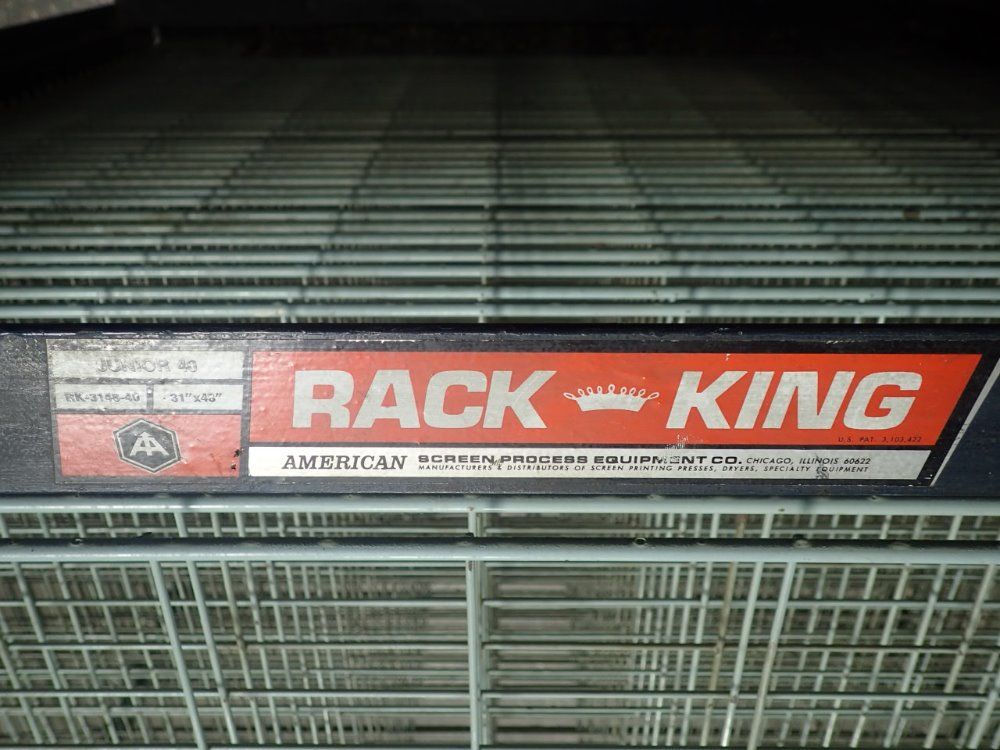 JUNIOR 40
RK-3148-40 31"x48"
RACK KING
U.S. PAT. 3,103,422
AMERICAN SCREEN PROCESS EQUIPMENT CO. CHICAGO, ILLINOIS 60622
MANUFACTURERS & DISTRIBUTORS OF SCREEN PRINTING PRESSES, DRYERS, SPECIALTY EQUIPMENT